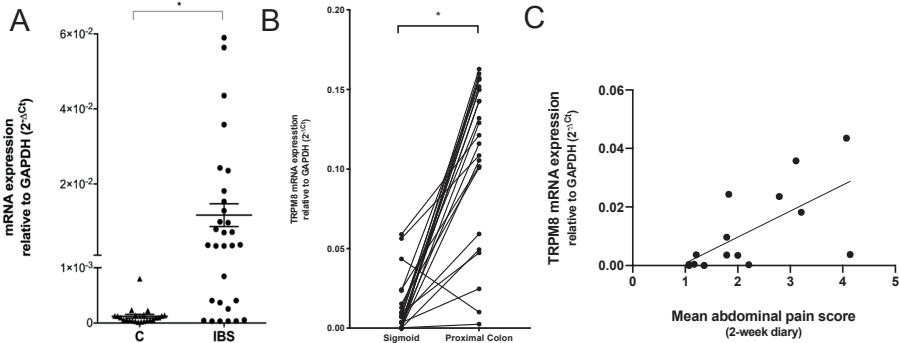 A
*
mRNA expression
relative to GAPDH (2-ΔCt)
6×10-2
4×10-2
2×10-2
1×10-3
0
C
IBS
B
*
TRPM8 mRNA expresstion
relative to GAPDH (2-ΔCt)
0.20
0.15
0.10
0.05
0.00
Sigmoid
Proximal Colon
C
TRPM8 mRNA expression
relative to GAPDH (2-ΔCt)
0.06
0.04
0.02
0.00
0
1
2
3
4
5
Mean abdominal pain score
(2-week diary)